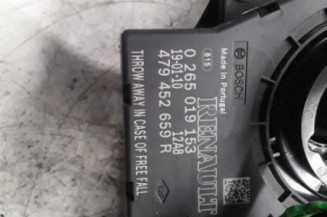 BOSCH
Made in Portugal
815
RENAULT
0 265 019 153
19-01-10 12A8
479 452 659 R
THROW AWAY IN CASE OF FREE FALL